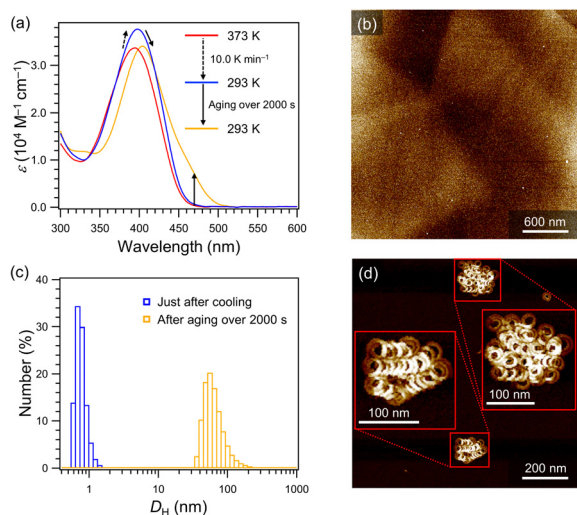 (a)
ε (10⁴ M⁻¹ cm⁻¹)
3.0
2.0
1.0
0.0
373 K
10.0 K min⁻¹
293 K
Aging over 2000 s
293 K
300 350 400 450 500 550 600
Wavelength (nm)
(b)
600 nm
(c)
Number (%)
40
30
20
10
0
Just after cooling
After aging over 2000 s
1 10 100 1000
D_H (nm)
(d)
100 nm
100 nm
200 nm